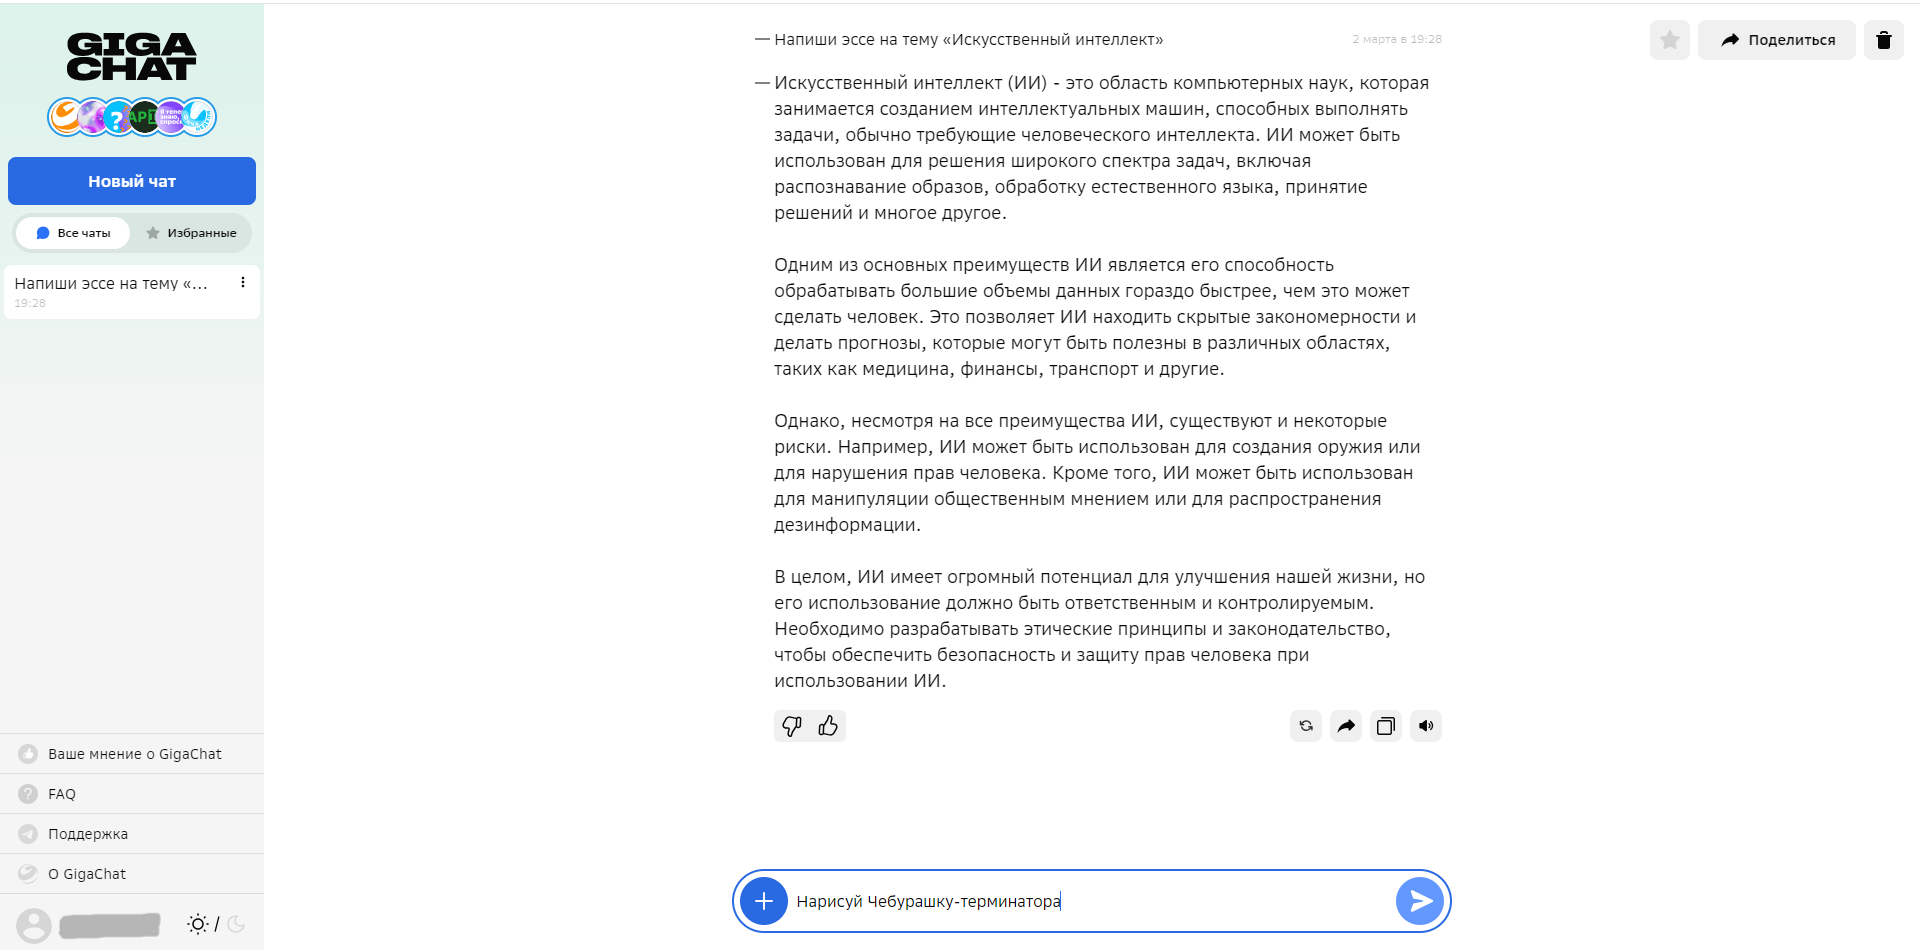 GIGA
CHAT
API
Новый чат
Все чаты
Избранные
Напиши эссе на тему «...
19:28
Ваше мнение о GigaChat
FAQ
Поддержка
О GigaChat
/
— Напиши эссе на тему «Искусственный интеллект»
2 марта в 19:28
Поделиться
— Искусственный интеллект (ИИ) - это область компьютерных наук, которая
занимается созданием интеллектуальных машин, способных выполнять
задачи, обычно требующие человеческого интеллекта. ИИ может быть
использован для решения широкого спектра задач, включая
распознавание образов, обработку естественного языка, принятие
решений и многое другое.
Одним из основных преимуществ ИИ является его способность
обрабатывать большие объемы данных гораздо быстрее, чем это может
сделать человек. Это позволяет ИИ находить скрытые закономерности и
делать прогнозы, которые могут быть полезны в различных областях,
таких как медицина, финансы, транспорт и другие.
Однако, несмотря на все преимущества ИИ, существуют и некоторые
риски. Например, ИИ может быть использован для создания оружия или
для нарушения прав человека. Кроме того, ИИ может быть использован
для манипуляции общественным мнением или для распространения
дезинформации.
В целом, ИИ имеет огромный потенциал для улучшения нашей жизни, но
его использование должно быть ответственным и контролируемым.
Необходимо разрабатывать этические принципы и законодательство,
чтобы обеспечить безопасность и защиту прав человека при
использовании ИИ.
Нарисуй Чебурашку-терминатора